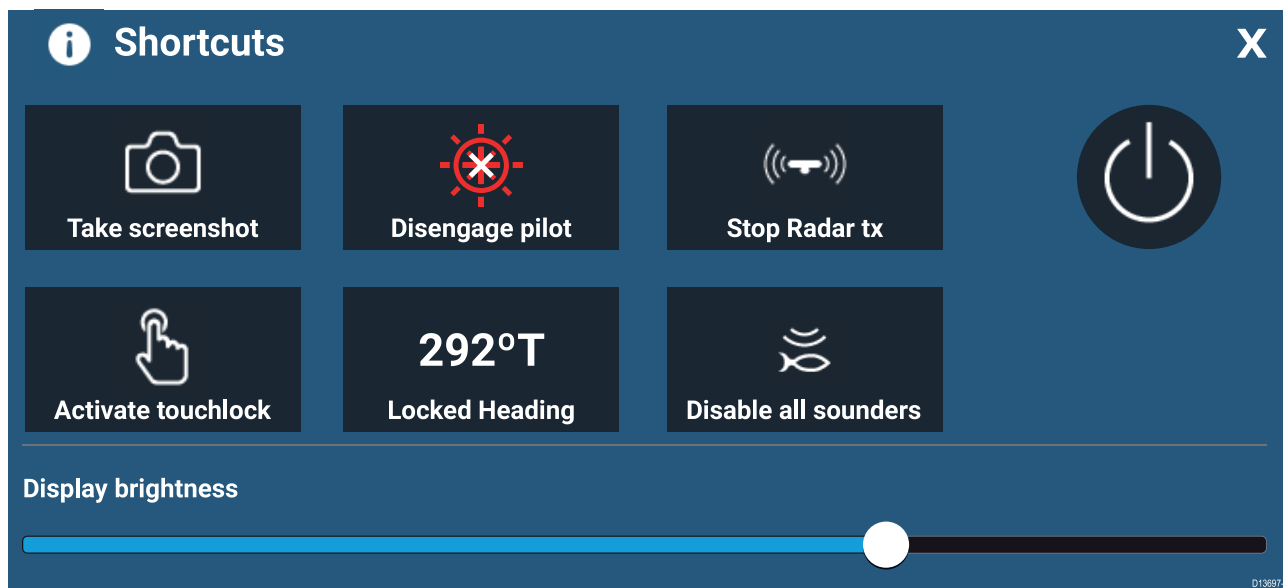 Shortcuts
X
Take screenshot
Disengage pilot
Stop Radar tx
Activate touchlock
292°T
Locked Heading
Disable all sounders
Display brightness
D13697-